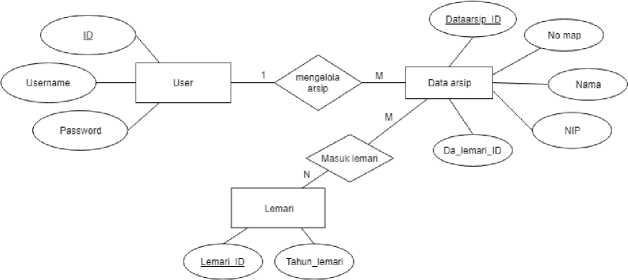 Dataarsip_ID
ID
No map
Username
User
1
mengelola
arsip
M
Data arsip
Nama
Password
M
NIP
Da_lemari_ID
Masuk lemari
N
Lemari
Lemari_ID
Tahun_lemari